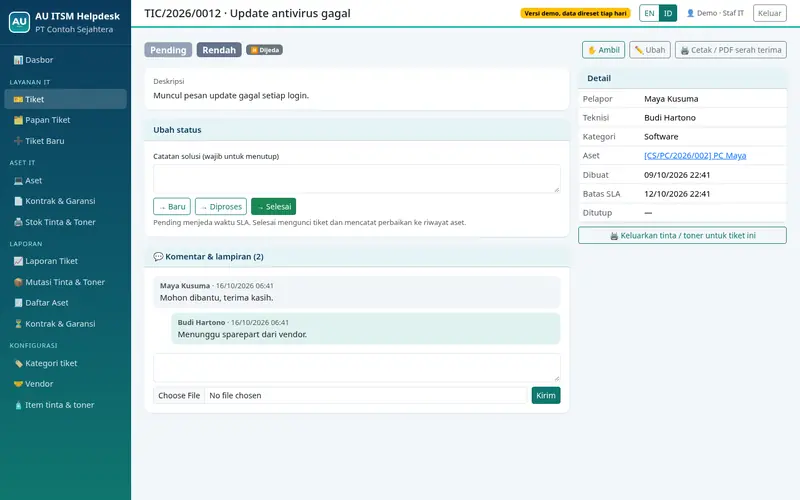 AU
AU ITSM Helpdesk
PT Contoh Sejahtera
📊 Dasbor
LAYANAN IT
🎫 Tiket
🗂️ Papan Tiket
➕ Tiket Baru
ASET IT
💻 Aset
📄 Kontrak & Garansi
🖨️ Stok Tinta & Toner
LAPORAN
📈 Laporan Tiket
📦 Mutasi Tinta & Toner
🧾 Daftar Aset
⏳ Kontrak & Garansi
KONFIGURASI
🏷️ Kategori tiket
🤝 Vendor
🧴 Item tinta & toner
TIC/2026/0012 · Update antivirus gagal
Versi demo, data direset tiap hari
EN ID
👤 Demo · Staf IT
Keluar
Pending Rendah ⏸️ Dijeda
✋ Ambil
✏️ Ubah
🖨️ Cetak / PDF serah terima
Deskripsi
Muncul pesan update gagal setiap login.
Ubah status
Catatan solusi (wajib untuk menutup)
→ Baru → Diproses → Selesai
Pending menjeda waktu SLA. Selesai mengunci tiket dan mencatat perbaikan ke riwayat aset.
💬 Komentar & lampiran (2)
Maya Kusuma · 16/10/2026 06:41
Mohon dibantu, terima kasih.
Budi Hartono · 16/10/2026 06:41
Menunggu sparepart dari vendor.
Choose File No file chosen
Kirim
Detail
Pelapor Maya Kusuma
Teknisi Budi Hartono
Kategori Software
Aset [CS/PC/2026/002] PC Maya
Dibuat 09/10/2026 22:41
Batas SLA 12/10/2026 22:41
Ditutup —
🖨️ Keluarkan tinta / toner untuk tiket ini